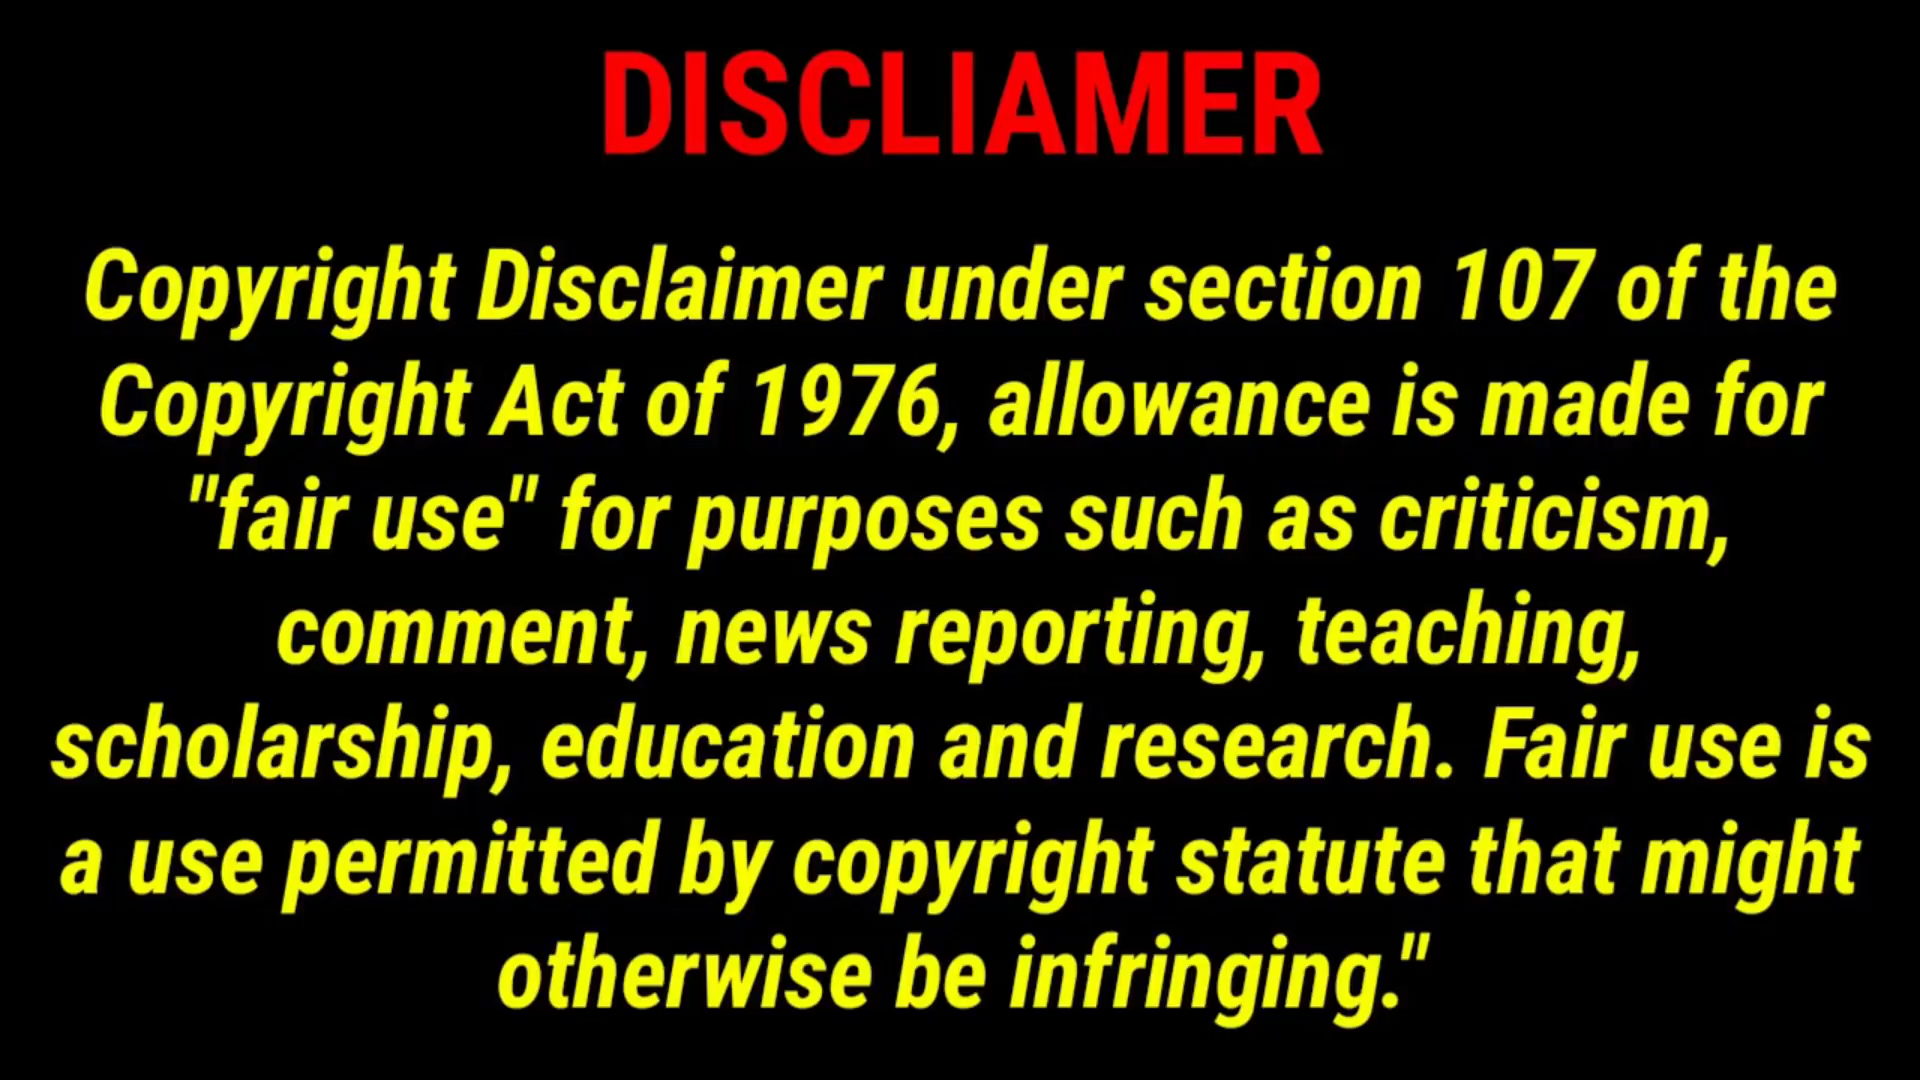 DISCLIAMER
Copyright Disclaimer under section 107 of the
Copyright Act of 1976, allowance is made for
"fair use" for purposes such as criticism,
comment, news reporting, teaching,
scholarship, education and research. Fair use is
a use permitted by copyright statute that might
otherwise be infringing."